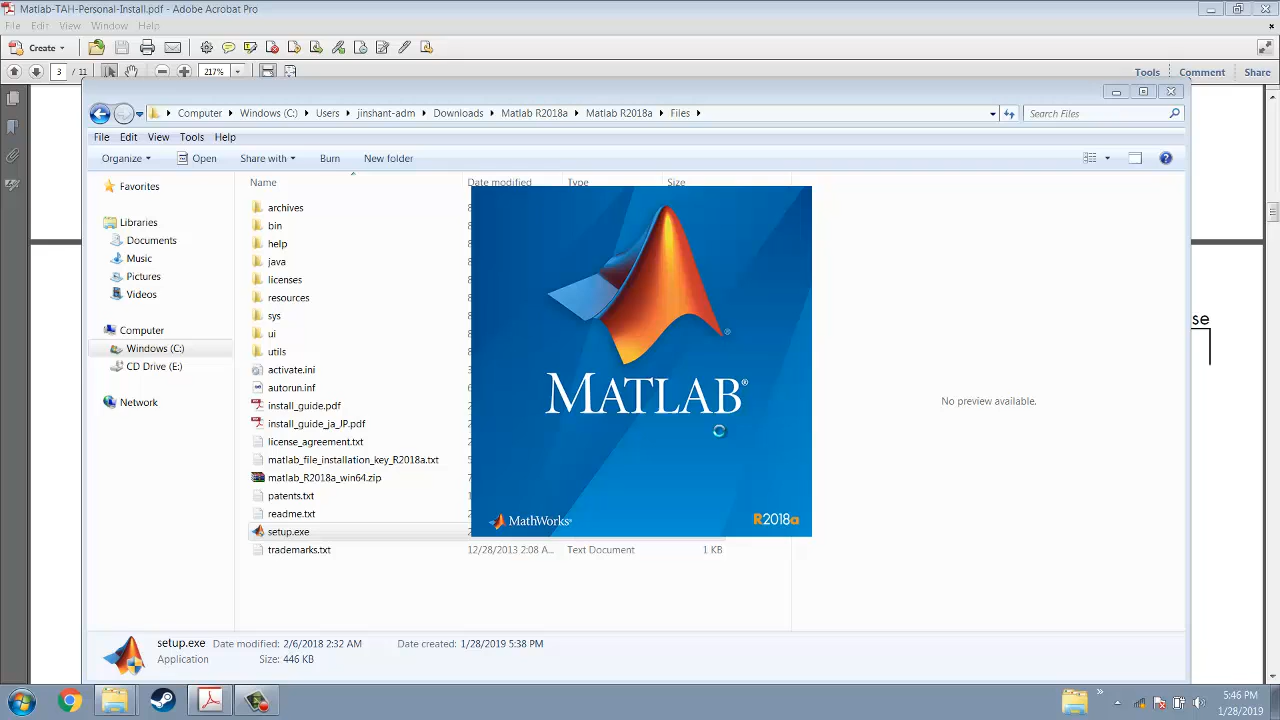 Matlab-TAH-Personal-Install.pdf - Adobe Acrobat Pro
File Edit View Window Help
Create
3 / 11 217%
Tools Comment Share
Computer Windows (C:) Users jinshant-adm Downloads Matlab R2018a Matlab R2018a Files
Search Files
File Edit View Tools Help
Organize Open Share with Burn New folder
Name Date modified Type Size
Favorites
Libraries
Documents
Music
Pictures
Videos
Computer
Windows (C:)
CD Drive (E:)
Network
archives
bin
help
java
licenses
resources
sys
ui
utils
activate.ini
autorun.inf
install_guide.pdf
install_guide_ja_JP.pdf
license_agreement.txt
matlab_file_installation_key_R2018a.txt
matlab_R2018a_win64.zip
patents.txt
readme.txt
setup.exe
trademarks.txt 12/28/2013 2:08 A... Text Document 1 KB
MATLAB®
MathWorks®
R2018a
No preview available.
se
setup.exe Date modified: 2/6/2018 2:32 AM Date created: 1/28/2019 5:38 PM
Application Size: 446 KB
5:46 PM
1/28/2019